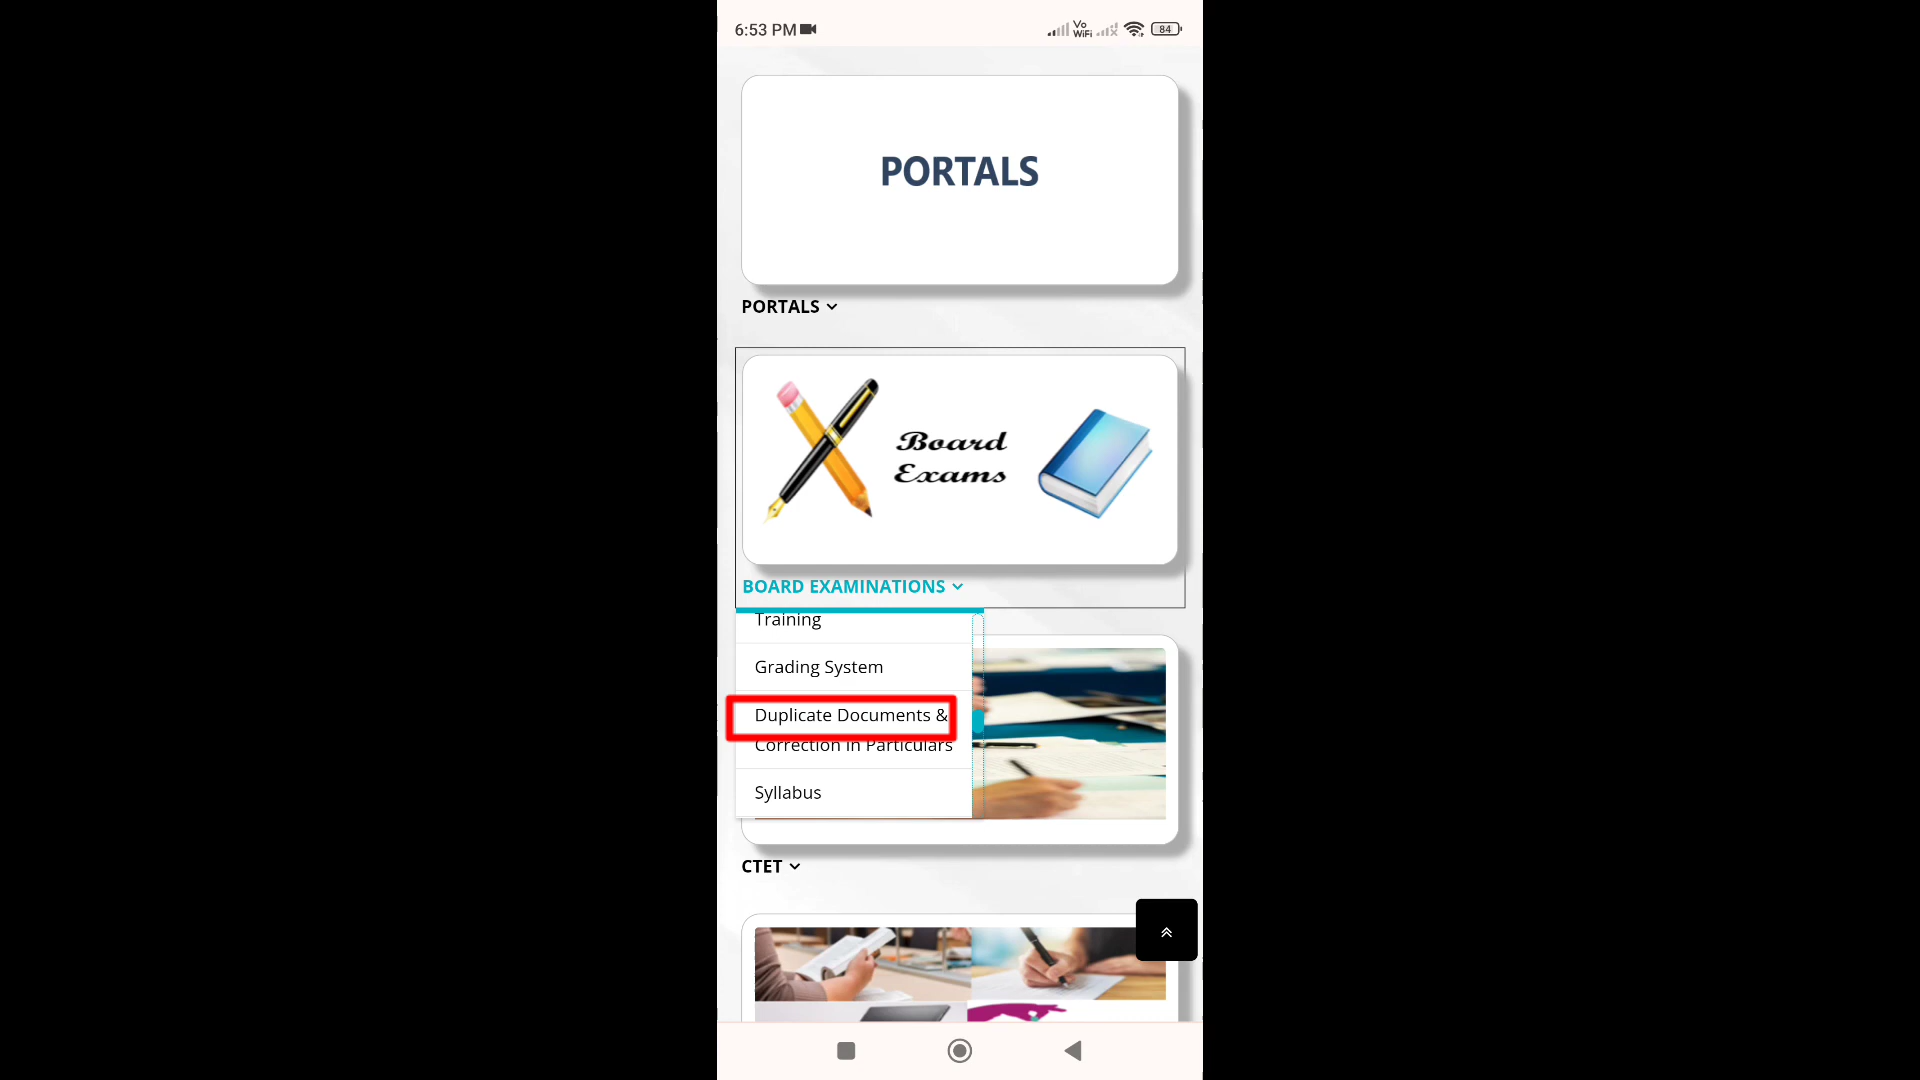 6:53 PM
Vo
WiFi
84
PORTALS
PORTALS
Board
Exams
BOARD EXAMINATIONS
Training
Grading System
Duplicate Documents &
Correction in Particulars
Syllabus
CTET